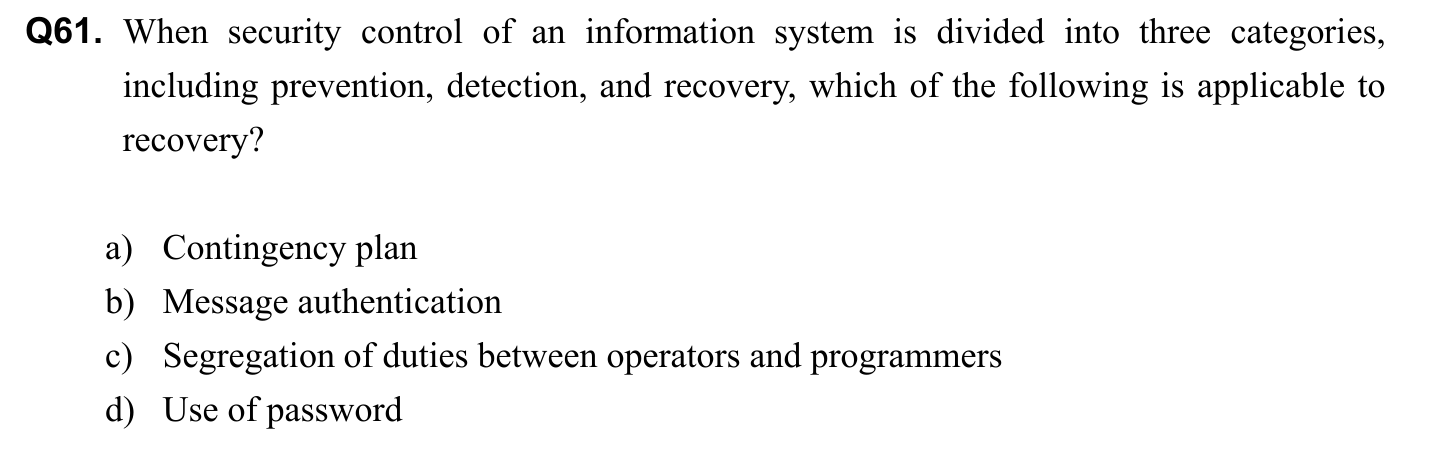 Q61. When security control of an information system is divided into three categories,
including prevention, detection, and recovery, which of the following is applicable to
recovery?
a) Contingency plan
b) Message authentication
c) Segregation of duties between operators and programmers
d) Use of password